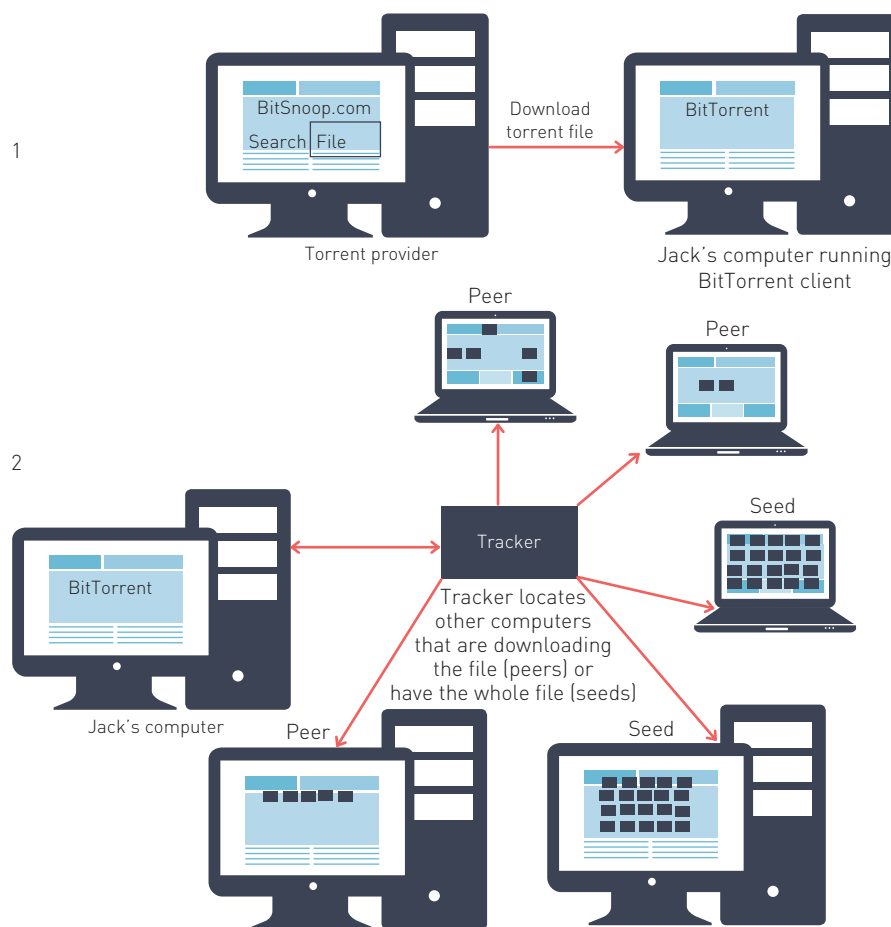 1
BitSnoop.com
Search File
Torrent provider
Download
torrent file
BitTorrent
Jack's computer running
BitTorrent client
2
Peer
Peer
Seed
Tracker
BitTorrent
Jack's computer
Tracker locates
other computers
that are downloading
the file (peers) or
have the whole file (seeds)
Peer
Seed